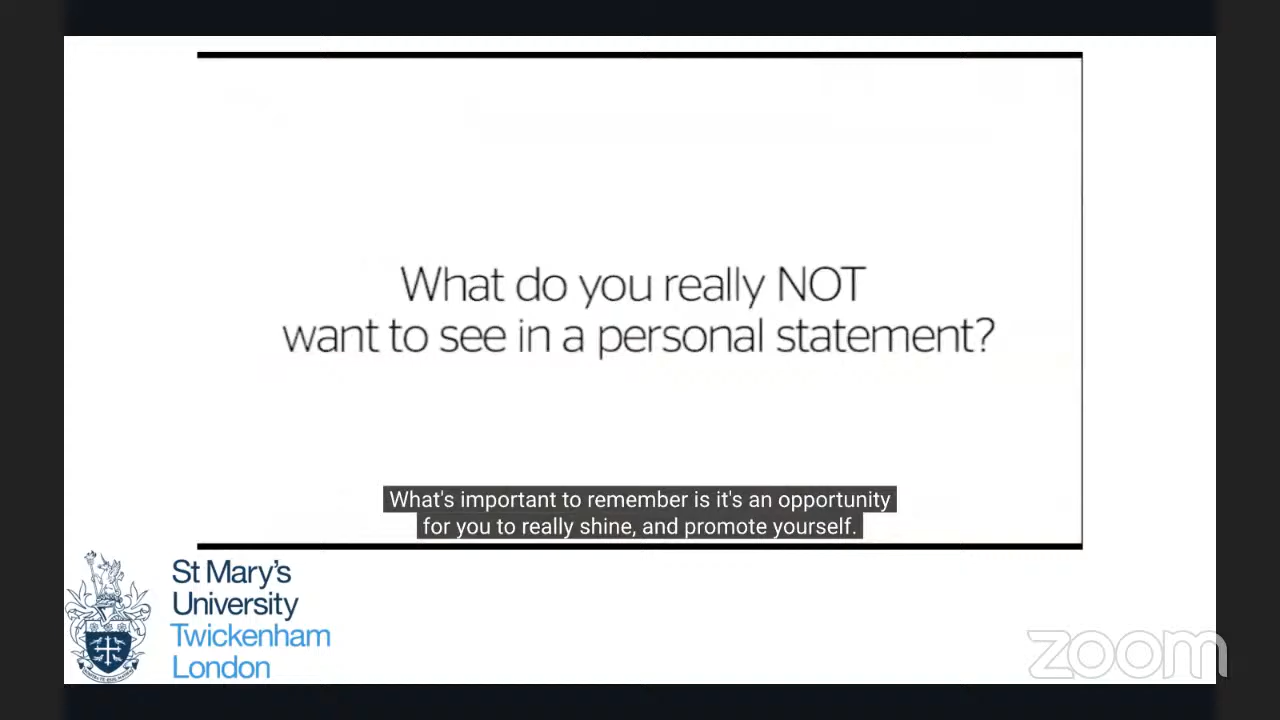 What do you really NOT
want to see in a personal statement?
What's important to remember is it's an opportunity
for you to really shine, and promote yourself.
St Mary's
University
Twickenham
London
zoom